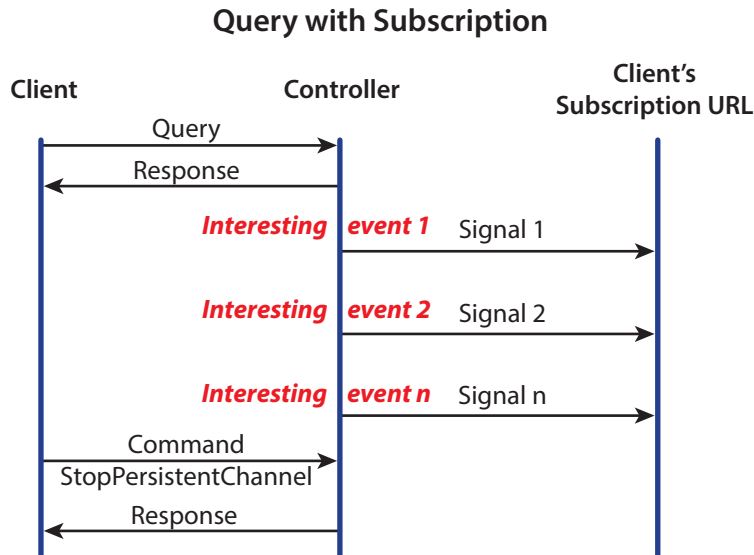 Query with Subscription
Client
Controller
Client's
Subscription URL
Query
Response
Interesting event 1 Signal 1
Interesting event 2 Signal 2
Interesting event n Signal n
Command
StopPersistentChannel
Response